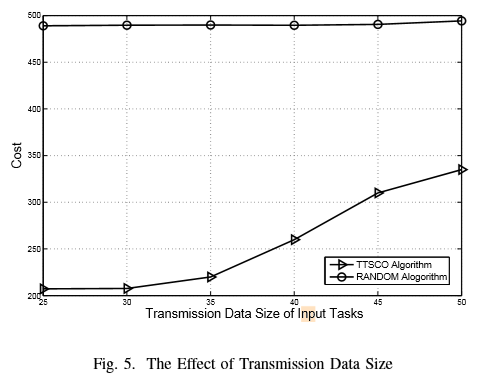 500
450
400
350
300
250
200
Cost
25 30 35 40 45 50
Transmission Data Size of Input Tasks
TTSCO Algorithm
RANDOM Alogorithm
Fig. 5. The Effect of Transmission Data Size